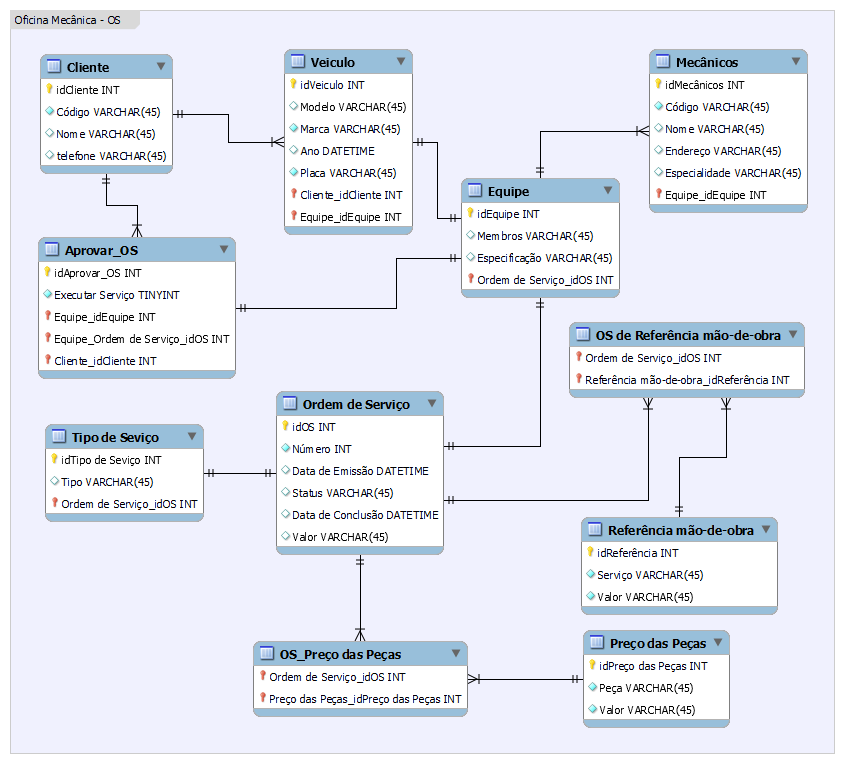 Oficina Mecânica - OS
Cliente
idCliente INT
Código VARCHAR(45)
Nome VARCHAR(45)
telefone VARCHAR(45)
Veiculo
idVeiculo INT
Modelo VARCHAR(45)
Marca VARCHAR(45)
Ano DATETIME
Placa VARCHAR(45)
Cliente_idCliente INT
Equipe_idEquipe INT
Mecânicos
idMecânicos INT
Código VARCHAR(45)
Nome VARCHAR(45)
Endereço VARCHAR(45)
Especialidade VARCHAR(45)
Equipe_idEquipe INT
Equipe
idEquipe INT
Membros VARCHAR(45)
Especificação VARCHAR(45)
Ordem de Serviço_idOS INT
Aprovar_OS
idAprovar_OS INT
Executar Serviço TINYINT
Equipe_idEquipe INT
Equipe_Ordem de Serviço_idOS INT
Cliente_idCliente INT
OS de Referência mão-de-obra
Ordem de Serviço_idOS INT
Referência mão-de-obra_idReferência INT
Ordem de Serviço
idOS INT
Número INT
Data de Emissão DATETIME
Status VARCHAR(45)
Data de Conclusão DATETIME
Valor VARCHAR(45)
Tipo de Seviço
idTipo de Seviço INT
Tipo VARCHAR(45)
Ordem de Serviço_idOS INT
Referência mão-de-obra
idReferência INT
Serviço VARCHAR(45)
Valor VARCHAR(45)
OS_Preço das Peças
Ordem de Serviço_idOS INT
Preço das Peças_idPreço das Peças INT
Preço das Peças
idPreço das Peças INT
Peça VARCHAR(45)
Valor VARCHAR(45)